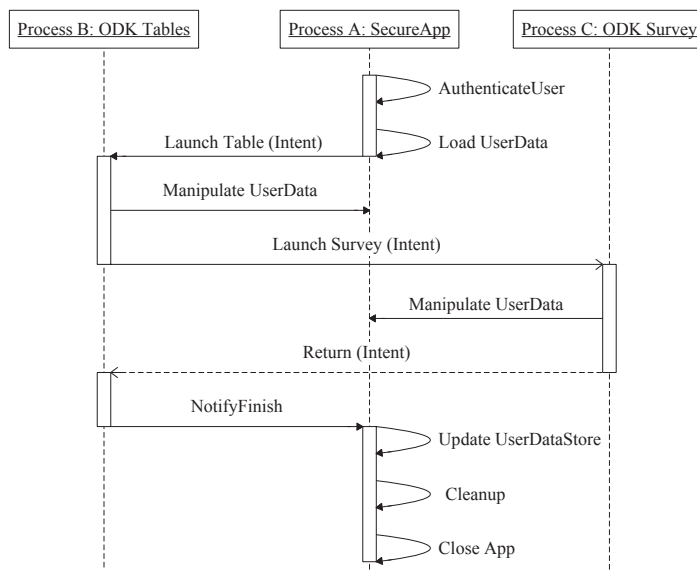 Process B: ODK Tables
Process A: SecureApp
Process C: ODK Survey
AuthenticateUser
Load UserData
Launch Table (Intent)
Manipulate UserData
Launch Survey (Intent)
Manipulate UserData
Return (Intent)
NotifyFinish
Update UserDataStore
Cleanup
Close App